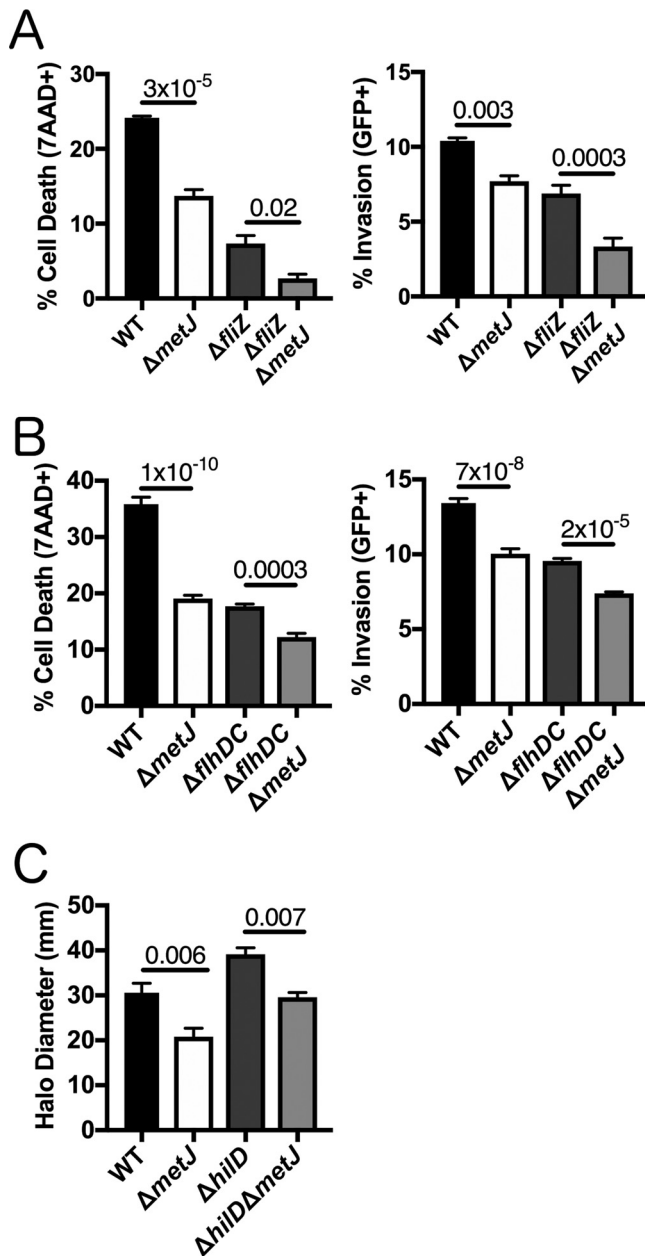 A
% Cell Death (7AAD+)
30
20
10
0
3x10-5
0.02
WT
ΔmetJ
ΔfliZ
ΔfliZ
ΔmetJ
% Invasion (GFP+)
15
10
5
0
0.003
0.0003
WT
ΔmetJ
ΔfliZ
ΔfliZ
ΔmetJ
B
% Cell Death (7AAD+)
40
30
20
10
0
1x10-10
0.0003
WT
ΔmetJ
ΔflhDC
ΔflhDC
ΔmetJ
% Invasion (GFP+)
15
10
5
0
7x10-8
2x10-5
WT
ΔmetJ
ΔflhDC
ΔflhDC
ΔmetJ
C
Halo Diameter (mm)
50
40
30
20
10
0
0.006
0.007
WT
ΔmetJ
ΔhilD
ΔhilDΔmetJ